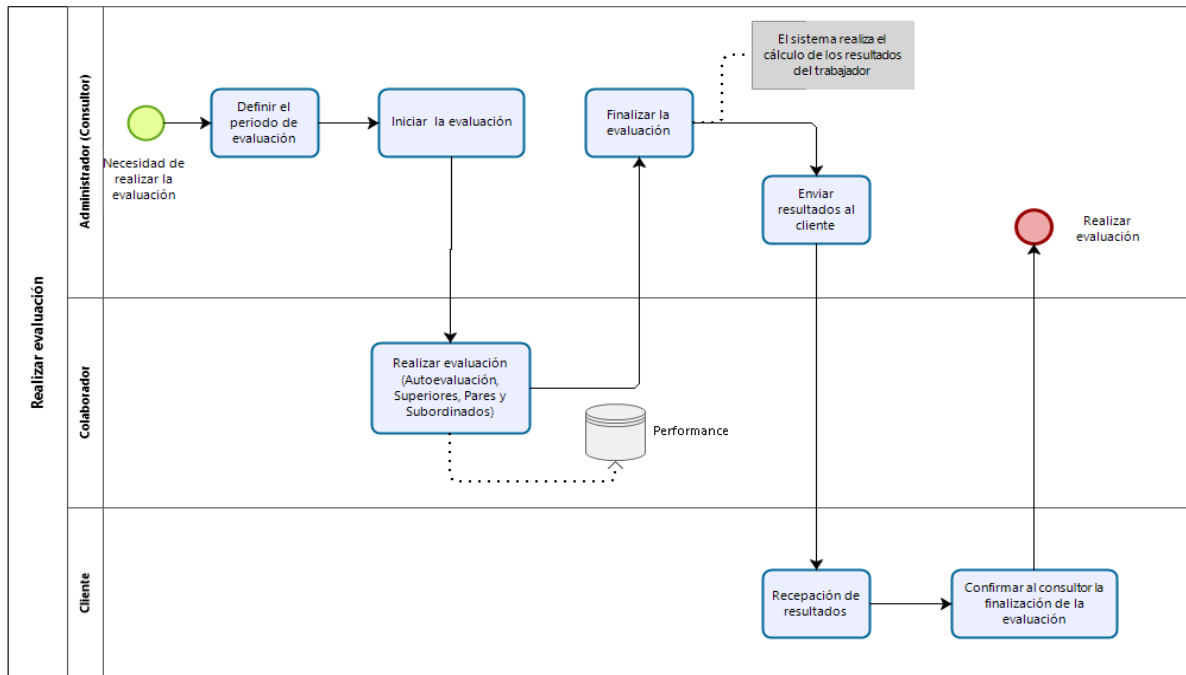 Realizar evaluación
Administrador (Consultor)
Necesidad de
realizar la
evaluación
Definir el
periodo de
evaluación
Iniciar la evaluación
Finalizar la
evaluación
El sistema realiza el
cálculo de los resultados
del trabajador
Enviar
resultados al
cliente
Realizar
evaluación
Colaborador
Realizar evaluación
(Autoevaluación,
Superiores, Pares y
Subordinados)
Performance
Cliente
Recepación de
resultados
Confirmar al consultor la
finalización de la
evaluación